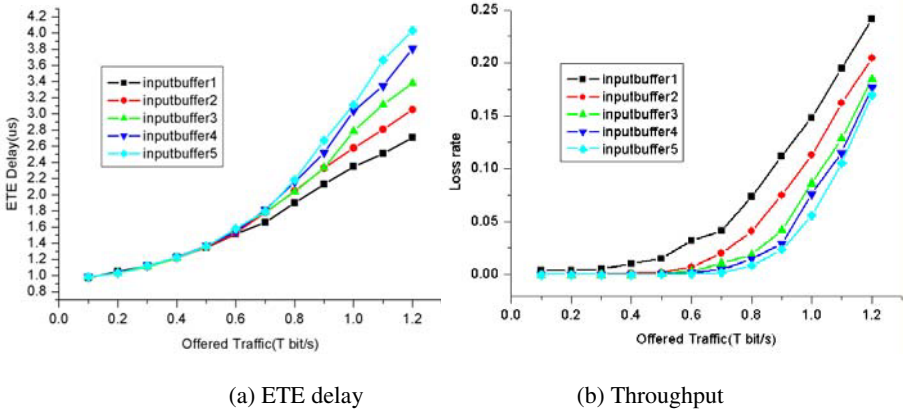 4.2
4.0
3.8
3.6
3.4
3.2
3.0
2.8
2.6
2.4
2.2
2.0
1.8
1.6
1.4
1.2
1.0
0.8
ETE Delay(us)
inputbuffer1
inputbuffer2
inputbuffer3
inputbuffer4
inputbuffer5
0.0 0.2 0.4 0.6 0.8 1.0 1.2
Offered Traffic(T bit/s)
(a) ETE delay
0.25
0.20
0.15
0.10
0.05
0.00
Loss rate
inputbuffer1
inputbuffer2
inputbuffer3
inputbuffer4
inputbuffer5
0.0 0.2 0.4 0.6 0.8 1.0 1.2
Offered Traffic(T bit/s)
(b) Throughput